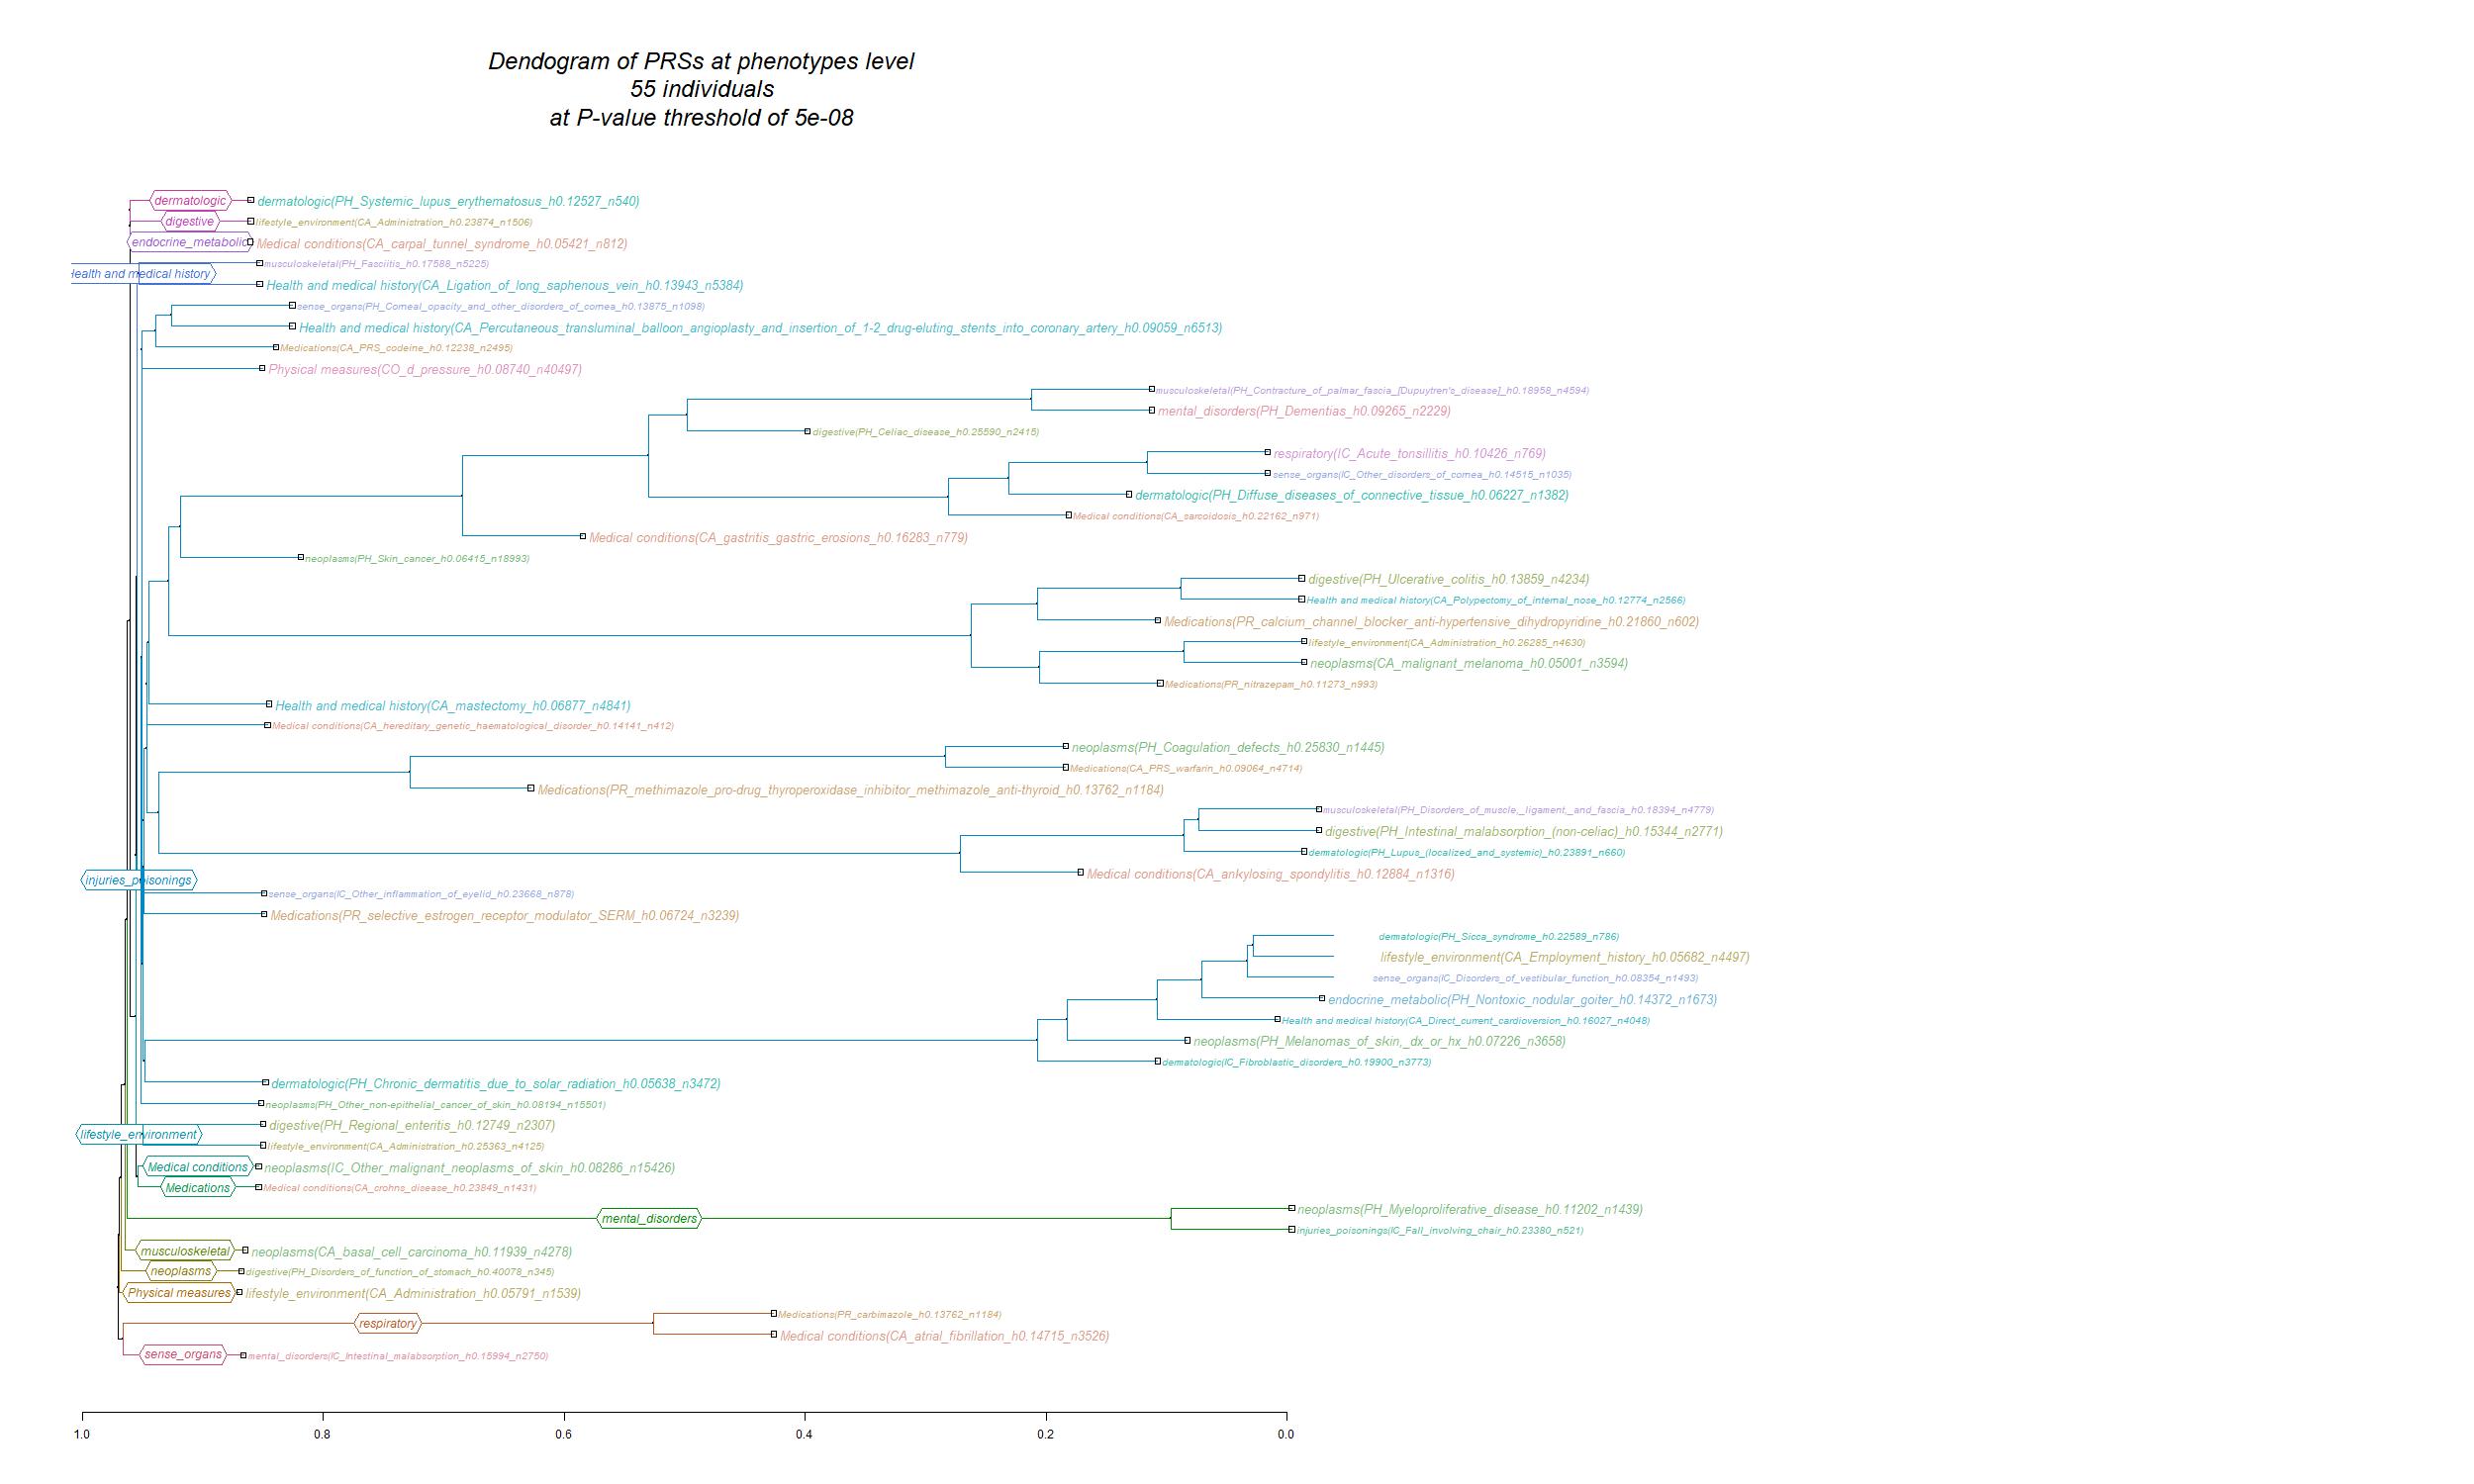 Dendogram of PRSs at phenotypes level
55 individuals
at P-value threshold of 5e-08
dermatologic dermatologic(PH_Systemic_lupus_erythematosus_h0.12527_n540)
digestive lifestyle_environment(CA_Administration_h0.23874_n1506)
endocrine_metabolic Medical conditions(CA_carpal_tunnel_syndrome_h0.05421_n812)
musculoskeletal(PH_Fasciitis_h0.17588_n5225)
Health and medical history
Health and medical history(CA_Ligation_of_long_saphenous_vein_h0.13943_n5384)
sense_organs(PH_Corneal_opacity_and_other_disorders_of_cornea_h0.13875_n1098)
Health and medical history(CA_Percutaneous_transluminal_balloon_angioplasty_and_insertion_of_1-2_drug-eluting_stents_into_coronary_artery_h0.09059_n6513)
Medications(CA_PRS_codeine_h0.12238_n2495)
Physical measures(CO_d_pressure_h0.08740_n40497)
musculoskeletal(PH_Contracture_of_palmar_fascia_[Dupuytren's_disease]_h0.18958_n4594)
mental_disorders(PH_Dementias_h0.09265_n2229)
digestive(PH_Celiac_disease_h0.25590_n2415)
respiratory(IC_Acute_tonsillitis_h0.10426_n769)
sense_organs(IC_Other_disorders_of_cornea_h0.14515_n1035)
dermatologic(PH_Diffuse_diseases_of_connective_tissue_h0.06227_n1382)
Medical conditions(CA_sarcoidosis_h0.22162_n971)
Medical conditions(CA_gastritis_gastric_erosions_h0.16283_n779)
neoplasms(PH_Skin_cancer_h0.06415_n18993)
digestive(PH_Ulcerative_colitis_h0.13859_n4234)
Health and medical history(CA_Polypectomy_of_internal_nose_h0.12774_n2566)
Medications(PR_calcium_channel_blocker_anti-hypertensive_dihydropyridine_h0.21860_n602)
lifestyle_environment(CA_Administration_h0.26285_n4630)
neoplasms(CA_malignant_melanoma_h0.05001_n3594)
Medications(PR_nitrazepam_h0.11273_n993)
Health and medical history(CA_mastectomy_h0.06877_n4841)
Medical conditions(CA_hereditary_genetic_haematological_disorder_h0.14141_n412)
neoplasms(PH_Coagulation_defects_h0.25830_n1445)
Medications(CA_PRS_warfarin_h0.09064_n4714)
Medications(PR_methimazole_pro-drug_thyroperoxidase_inhibitor_methimazole_anti-thyroid_h0.13762_n1184)
musculoskeletal(PH_Disorders_of_muscle,_ligament,_and_fascia_h0.18394_n4779)
digestive(PH_Intestinal_malabsorption_(non-celiac)_h0.15344_n2771)
dermatologic(PH_Lupus_(localized_and_systemic)_h0.23891_n660)
Medical conditions(CA_ankylosing_spondylitis_h0.12884_n1316)
injuries_poisonings
sense_organs(IC_Other_inflammation_of_eyelid_h0.23668_n878)
Medications(PR_selective_estrogen_receptor_modulator_SERM_h0.06724_n3239)
dermatologic(PH_Sicca_syndrome_h0.22589_n786)
lifestyle_environment(CA_Employment_history_h0.05682_n4497)
sense_organs(IC_Disorders_of_vestibular_function_h0.08354_n1493)
endocrine_metabolic(PH_Nontoxic_nodular_goiter_h0.14372_n1673)
Health and medical history(CA_Direct_current_cardioversion_h0.16027_n4048)
neoplasms(PH_Melanomas_of_skin,_dx_or_hx_h0.07226_n3658)
dermatologic(IC_Fibroblastic_disorders_h0.19900_n3773)
dermatologic(PH_Chronic_dermatitis_due_to_solar_radiation_h0.05638_n3472)
neoplasms(PH_Other_non-epithelial_cancer_of_skin_h0.08194_n15501)
digestive(PH_Regional_enteritis_h0.12749_n2307)
lifestyle_environment
lifestyle_environment(CA_Administration_h0.25363_n4125)
Medical conditions neoplasms(IC_Other_malignant_neoplasms_of_skin_h0.08286_n15426)
Medications Medical conditions(CA_crohns_disease_h0.23849_n1431)
neoplasms(PH_Myeloproliferative_disease_h0.11202_n1439)
mental_disorders
injuries_poisonings(IC_Fall_involving_chair_h0.23380_n521)
musculoskeletal neoplasms(CA_basal_cell_carcinoma_h0.11939_n4278)
neoplasms digestive(PH_Disorders_of_function_of_stomach_h0.40078_n345)
Physical measures lifestyle_environment(CA_Administration_h0.05791_n1539)
Medications(PR_carbimazole_h0.13762_n1184)
respiratory
Medical conditions(CA_atrial_fibrillation_h0.14715_n3526)
sense_organs mental_disorders(IC_Intestinal_malabsorption_h0.15994_n2750)
1.0 0.8 0.6 0.4 0.2 0.0